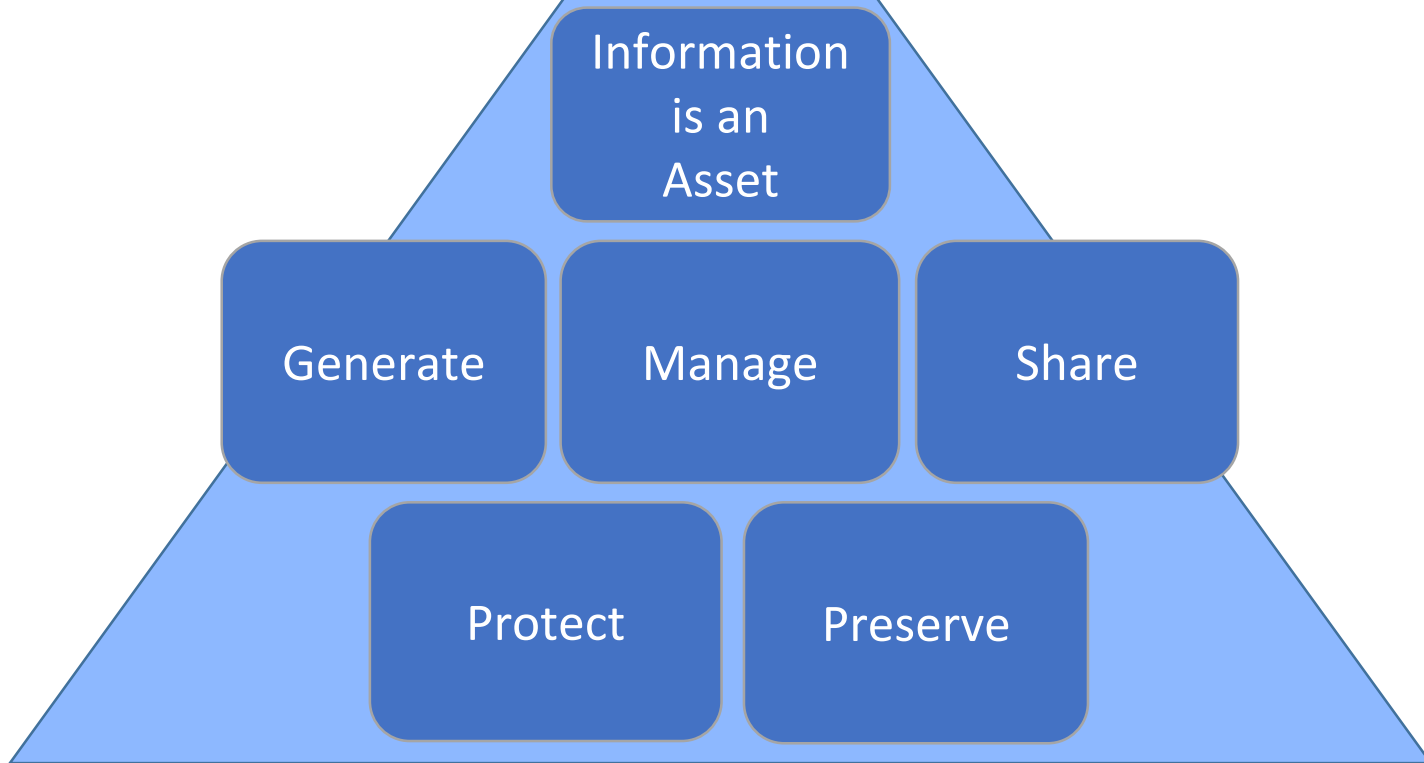 Information
is an
Asset
Generate
Manage
Share
Protect
Preserve